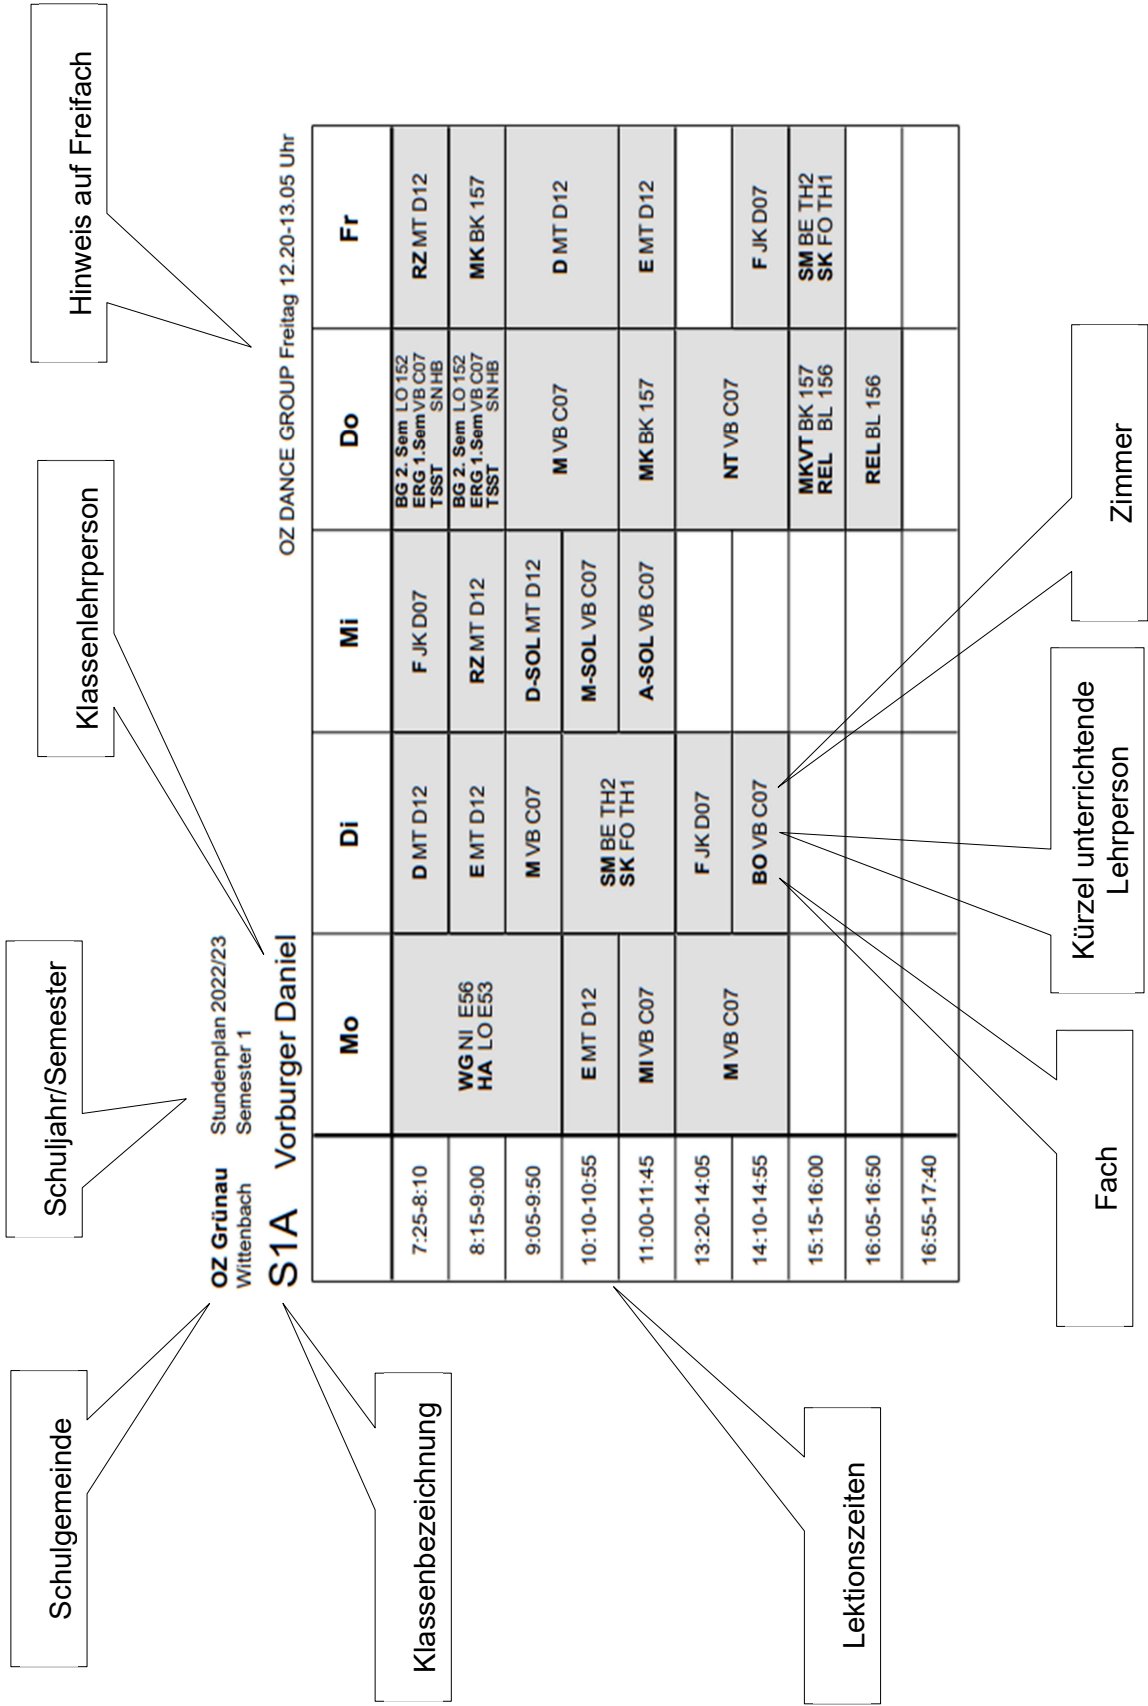 Schulgemeinde
Schuljahr/Semester
Klassenlehrperson
Hinweis auf Freifach
OZ Grünau Stundenplan 2022/23
Wittenbach Semester 1
S1A Vorburger Daniel
OZ DANCE GROUP Freitag 12.20-13.05 Uhr
Mo Di Mi Do Fr
7:25-8:10
WG NI E56
HA LO E53
D MT D12
F JK D07
BG 2. Sem LO 152
ERG 1.Sem VB C07
TSST SN HB
RZ MT D12
8:15-9:00
E MT D12
RZ MT D12
BG 2. Sem LO 152
ERG 1.Sem VB C07
TSST SN HB
MK BK 157
9:05-9:50
M VB C07
D-SOL MT D12
M VB C07
D MT D12
10:10-10:55
E MT D12
SM BE TH2
SK FO TH1
M-SOL VB C07
11:00-11:45
MI VB C07
A-SOL VB C07
MK BK 157
E MT D12
13:20-14:05
M VB C07
F JK D07
NT VB C07
14:10-14:55
BO VB C07
F JK D07
15:15-16:00
MKVT BK 157
REL BL 156
SM BE TH2
SK FO TH1
16:05-16:50
REL BL 156
16:55-17:40
Klassenbezeichnung
Lektionszeiten
Fach
Kürzel unterrichtende
Lehrperson
Zimmer